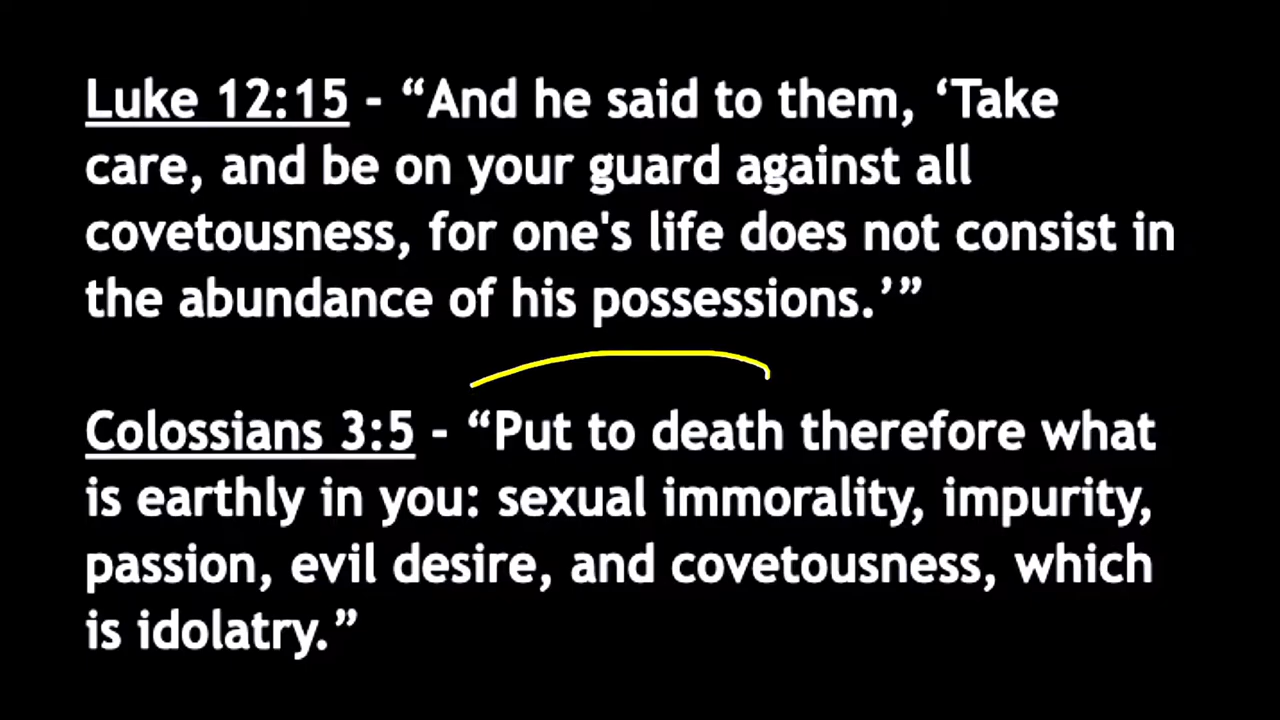 Luke 12:15 - “And he said to them, ‘Take
care, and be on your guard against all
covetousness, for one's life does not consist in
the abundance of his possessions.’”
Colossians 3:5 - “Put to death therefore what
is earthly in you: sexual immorality, impurity,
passion, evil desire, and covetousness, which
is idolatry.”